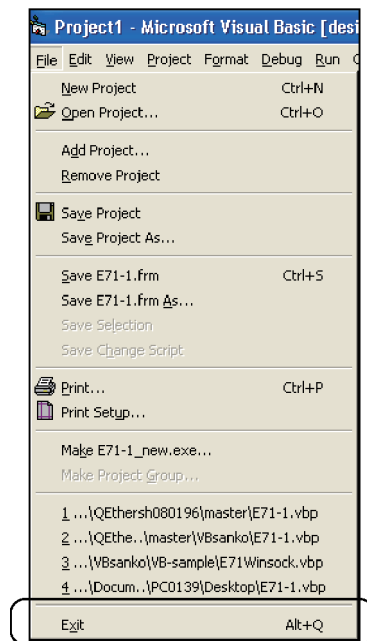 Project1 - Microsoft Visual Basic [desi
File Edit View Project Format Debug Run
New Project Ctrl+N
Open Project... Ctrl+O
Add Project...
Remove Project
Save Project
Save Project As...
Save E71-1.frm Ctrl+S
Save E71-1.frm As...
Save Selection
Save Change Script
Print... Ctrl+P
Print Setup...
Make E71-1_new.exe...
Make Project Group...
1 ...\QEthersh080196\master\E71-1.vbp
2 ...\QEthe..\master\VBsanko\E71-1.vbp
3 ...\VBsanko\VB-sample\E71Winsock.vbp
4 ...\Docum..\PC0139\Desktop\E71-1.vbp
Exit Alt+Q